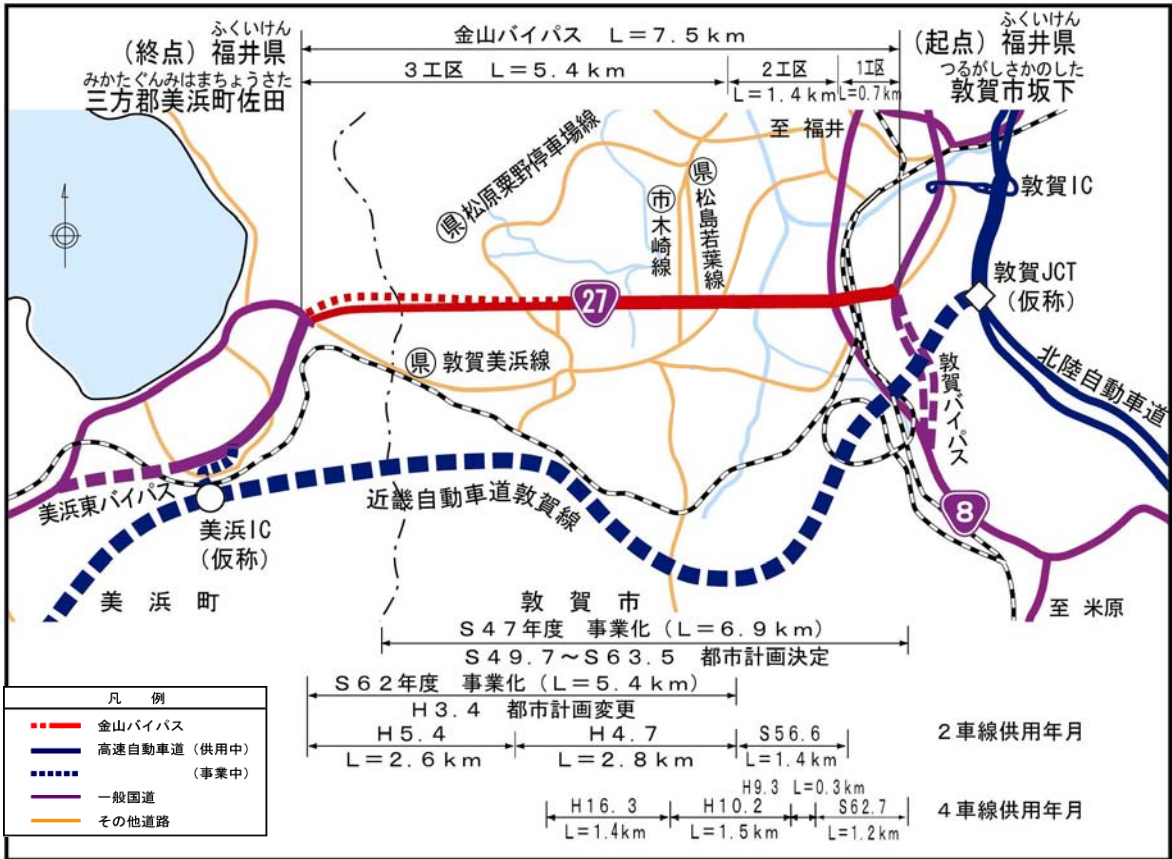 金山バイパス L=7.5km
ふくいけん
(終点) 福井県
みかたぐんみはまちょうさた
三方郡美浜町佐田
ふくいけん
(起点) 福井県
つるがしさかのした
敦賀市坂下
3工区 L=5.4km
2工区
L=1.4km
1工区
L=0.7km
至 福井
県 松原粟野停車場線
市 木崎線
県 松島若葉線
敦賀IC
敦賀JCT
(仮称)
27
県 敦賀美浜線
敦賀バイパス
北陸自動車道
美浜東バイパス
美浜IC
(仮称)
近畿自動車道敦賀線
8
美浜町
敦賀市
至 米原
S47年度 事業化 (L=6.9km)
S49.7~S63.5 都市計画決定
S62年度 事業化 (L=5.4km)
H3.4 都市計画変更
H5.4
L=2.6km
H4.7
L=2.8km
S56.6
L=1.4km
2車線供用年月
H9.3 L=0.3km
H16.3
L=1.4km
H10.2
L=1.5km
S62.7
L=1.2km
4車線供用年月
凡 例
金山バイパス
高速自動車道 (供用中)
(事業中)
一般国道
その他道路